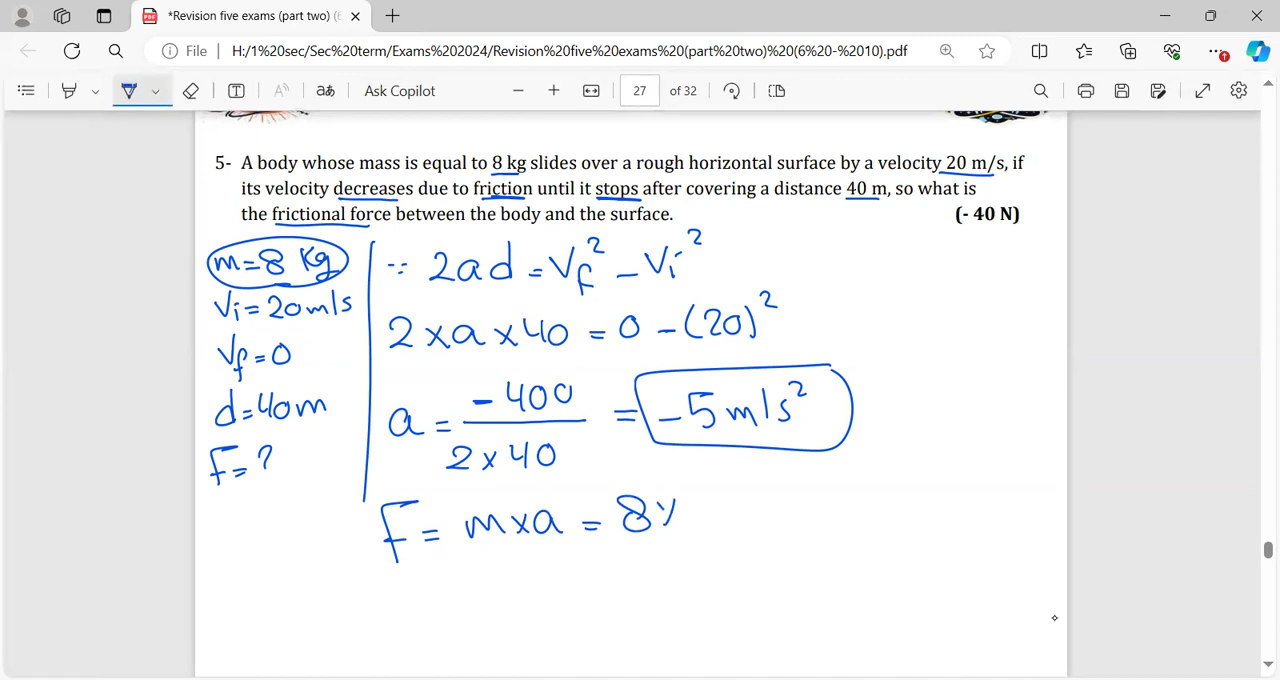 *Revision five exams (part two) (6
File
H:/1%20sec/Sec%20term/Exams%202024/Revision%20five%20exams%20(part%20two)%20(6%20-%2010).pdf
Ask Copilot
27 of 32
5- A body whose mass is equal to 8 kg slides over a rough horizontal surface by a velocity 20 m/s, if
its velocity decreases due to friction until it stops after covering a distance 40 m, so what is
the frictional force between the body and the surface. (- 40 N)
m=8 Kg
Vi=20m/s
Vf=0
d=40m
F=?
∵ 2ad=Vf²-Vi²
2×a×40=0-(20)²
a=-400/2×40=-5m/s²
F=m×a=8×